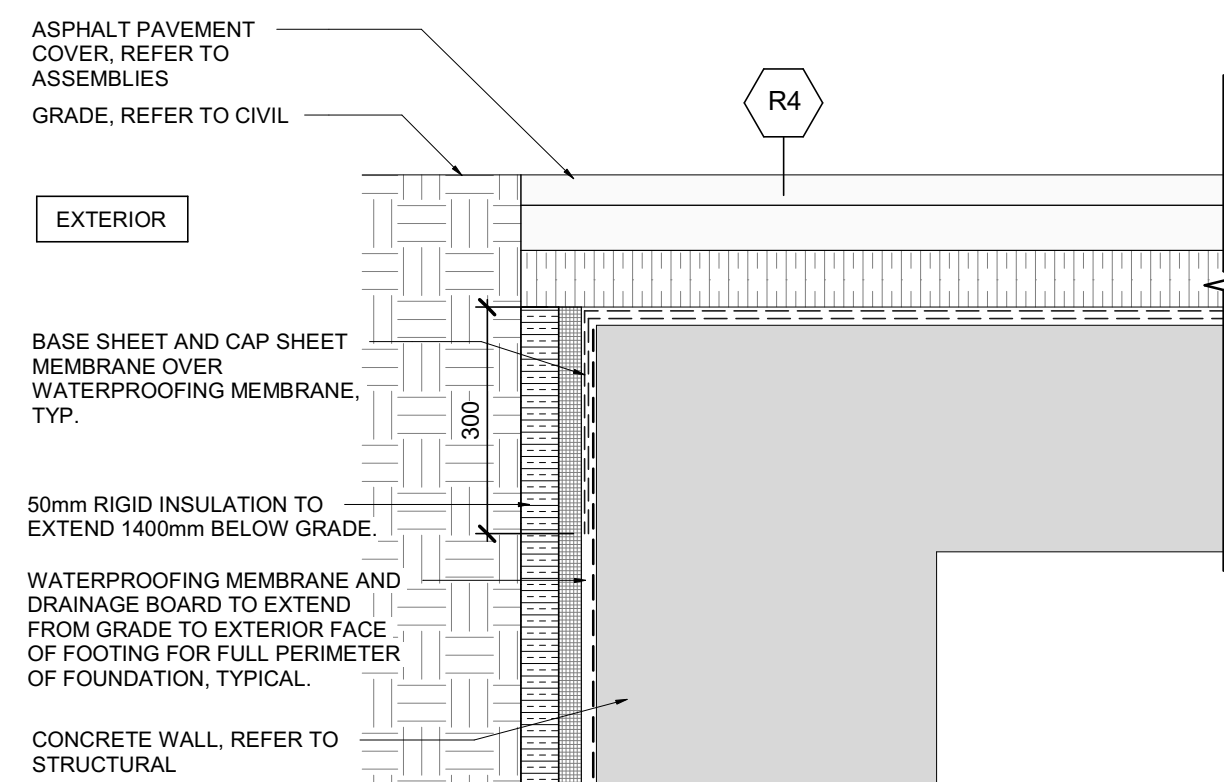 ASPHALT PAVEMENT
COVER, REFER TO
ASSEMBLIES
GRADE, REFER TO CIVIL
R4
EXTERIOR
BASE SHEET AND CAP SHEET
MEMBRANE OVER
WATERPROOFING MEMBRANE,
TYP.
300
50mm RIGID INSULATION TO
EXTEND 1400mm BELOW GRADE.
WATERPROOFING MEMBRANE AND
DRAINAGE BOARD TO EXTEND
FROM GRADE TO EXTERIOR FACE
OF FOOTING FOR FULL PERIMETER
OF FOUNDATION, TYPICAL.
CONCRETE WALL, REFER TO
STRUCTURAL